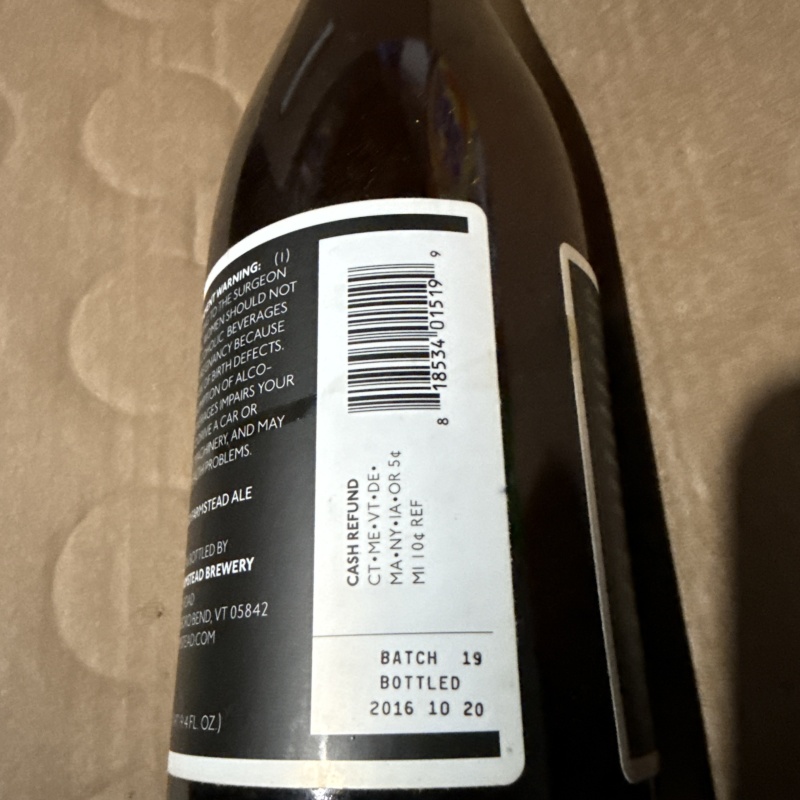 WARNING: (1)
TO THE SURGEON
SHOULD NOT
BEVERAGES
BECAUSE
OF BIRTH DEFECTS.
OF ALCO-
IMPAIRS YOUR
A CAR OR
AND MAY
PROBLEMS.
ALE
BOTTLED BY
BREWERY
BEND, VT 05842
FL. OZ.)
8 18534 01519 9
CASH REFUND
CT•ME•VT•DE•
MA•NY•IA•OR 5¢
MI 10¢ REF
BATCH 19
BOTTLED
2016 10 20